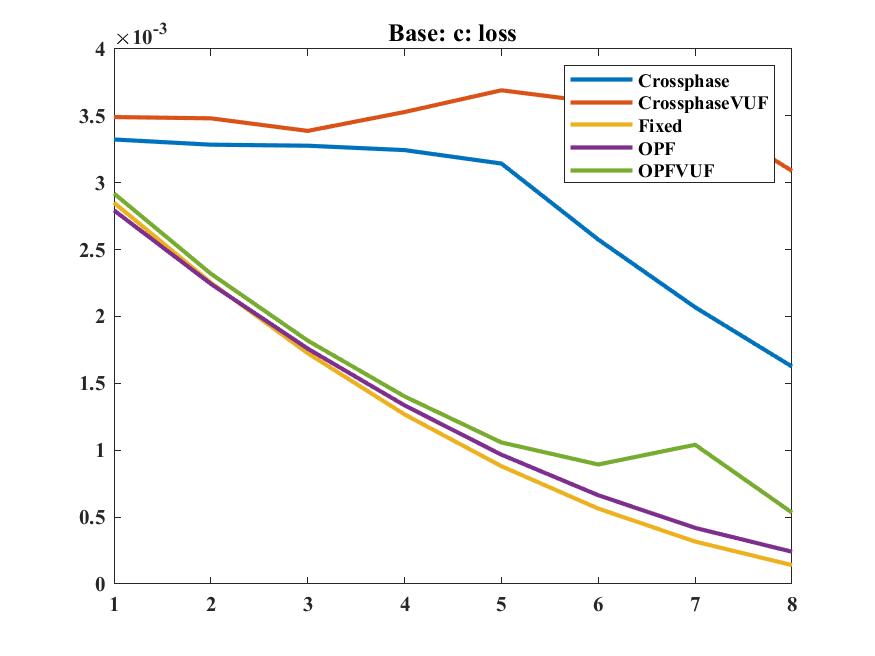 Base: c: loss
×10⁻³
4
3.5
3
2.5
2
1.5
1
0.5
0
1 2 3 4 5 6 7 8
Crossphase
CrossphaseVUF
Fixed
OPF
OPFVUF